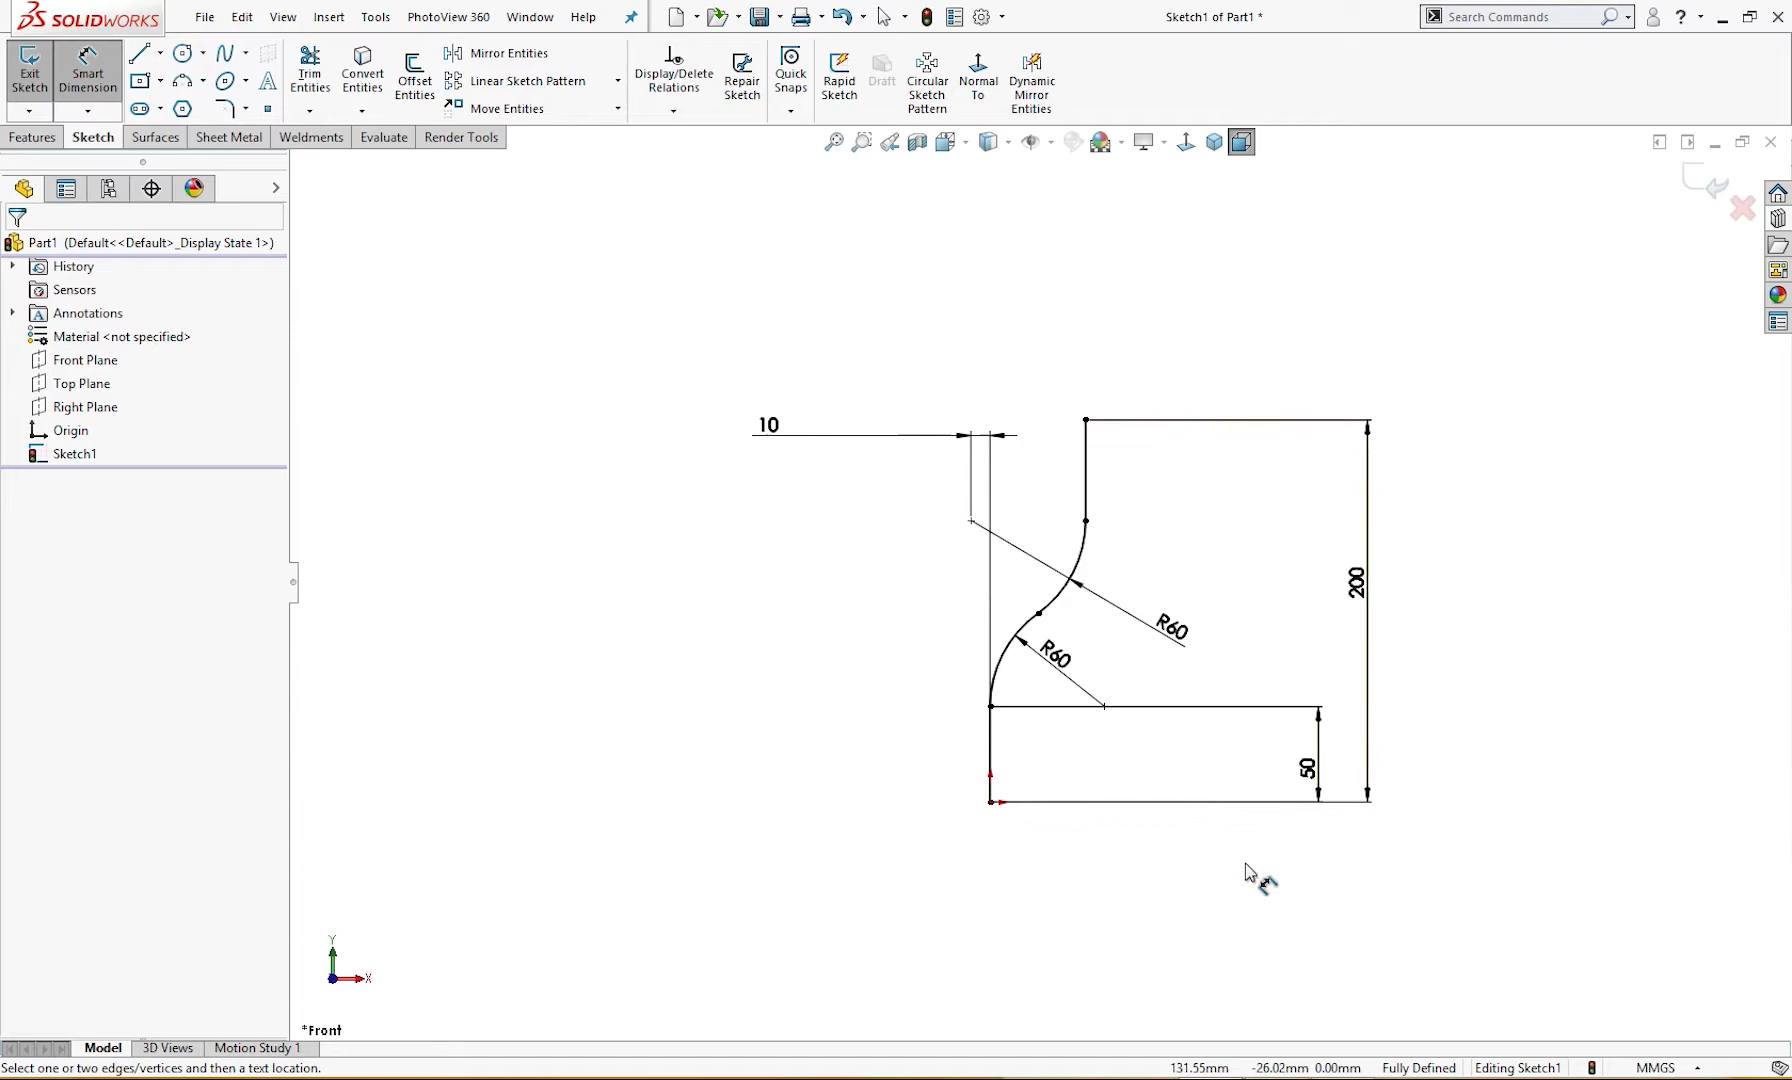 SOLIDWORKS
File Edit View Insert Tools PhotoView 360 Window Help
Sketch1 of Part1 *
Search Commands
?
Exit Sketch
Smart Dimension
Trim Entities
Convert Entities
Offset Entities
Mirror Entities
Linear Sketch Pattern
Move Entities
Display/Delete Relations
Repair Sketch
Quick Snaps
Rapid Sketch
Draft
Circular Sketch Pattern
Normal To
Dynamic Mirror Entities
Features Sketch Surfaces Sheet Metal Weldments Evaluate Render Tools
Part1 (Default<<Default>_Display State 1>)
History
Sensors
Annotations
Material <not specified>
Front Plane
Top Plane
Right Plane
Origin
Sketch1
10
R60
R60
200
50
Y
X
*Front
Model 3D Views Motion Study 1
Select one or two edges/vertices and then a text location.
131.55mm -26.02mm 0.00mm Fully Defined Editing Sketch1 MMGS